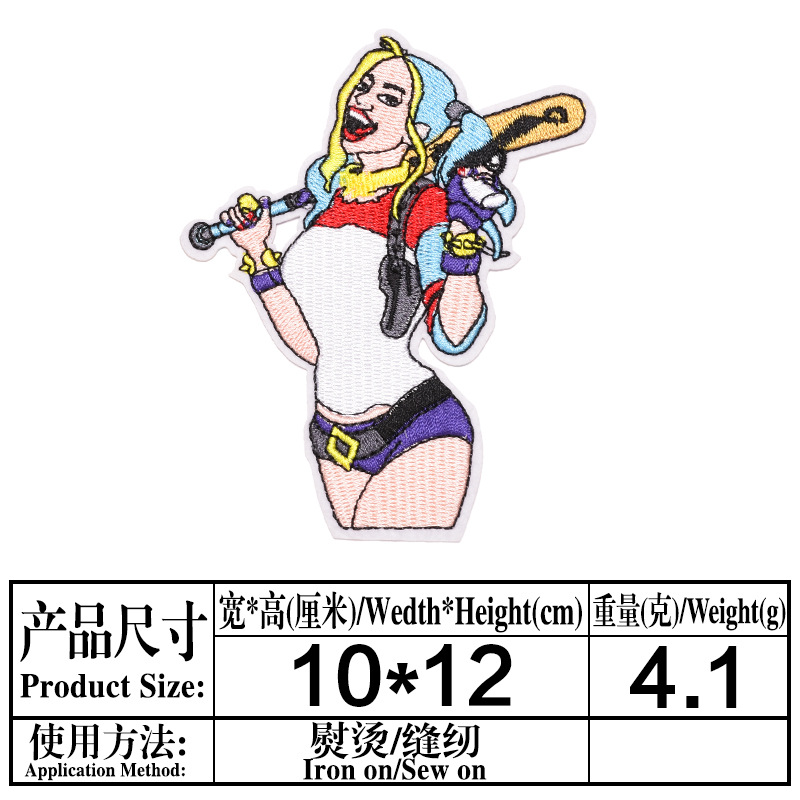 产品尺寸
Product Size:
宽*高(厘米)/Wedth*Height(cm)
重量(克)/Weight(g)
10*12
4.1
使用方法:
Application Method:
熨烫/缝纫
Iron on/Sew on